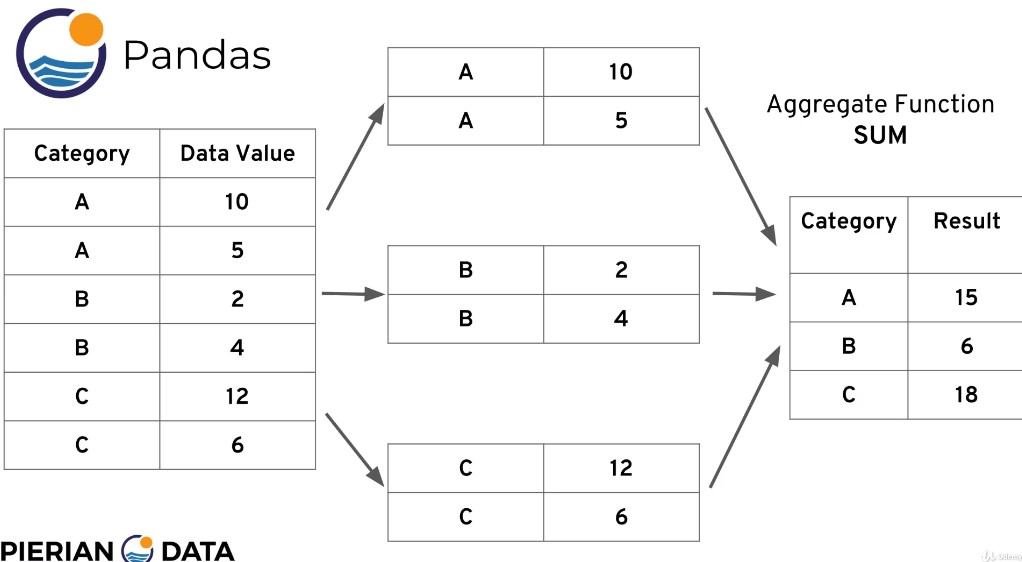 Pandas
Category Data Value
A 10
A 5
B 2
B 4
C 12
C 6
A 10
A 5
B 2
B 4
C 12
C 6
Aggregate Function
SUM
Category Result
A 15
B 6
C 18
PIERIAN DATA
Udemy